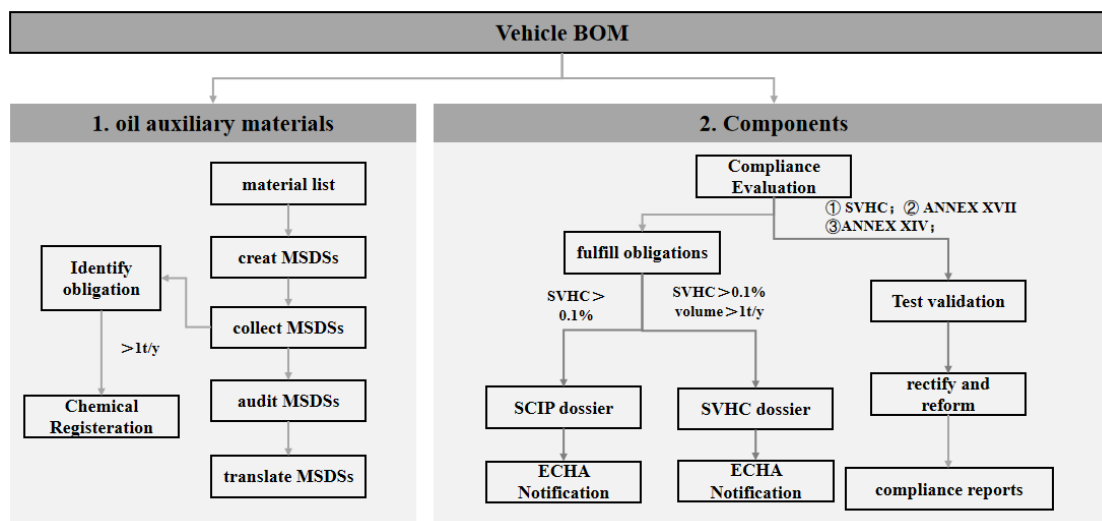 Vehicle BOM
1. oil auxiliary materials
material list
creat MSDSs
Identify
obligation
collect MSDSs
＞1t/y
audit MSDSs
Chemical
Registeration
translate MSDSs
2. Components
Compliance
Evaluation
① SVHC；② ANNEX XVII
③ANNEX XIV；
fulfill obligations
SVHC＞
0.1%
SVHC＞0.1%
volume＞1t/y
Test validation
SCIP dossier
SVHC dossier
rectify and
reform
ECHA
Notification
ECHA
Notification
compliance reports